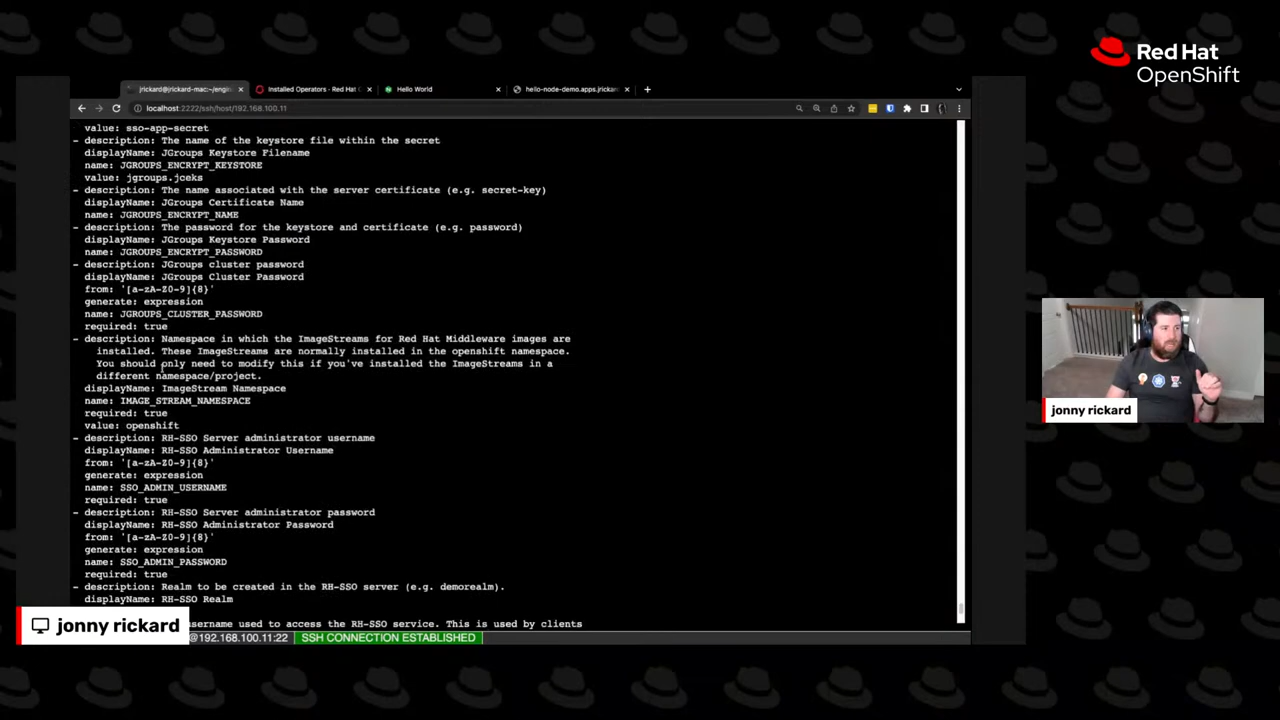 Red Hat
OpenShift
jrickard@jrickard-mac:~/engin
Installed Operators · Red Hat O
Hello World
hello-node-demo.apps.jrickar
localhost:2222/ssh/host/192.168.100.11
value: sso-app-secret
- description: The name of the keystore file within the secret
displayName: JGroups Keystore Filename
name: JGROUPS_ENCRYPT_KEYSTORE
value: jgroups.jceks
- description: The name associated with the server certificate (e.g. secret-key)
displayName: JGroups Certificate Name
name: JGROUPS_ENCRYPT_NAME
- description: The password for the keystore and certificate (e.g. password)
displayName: JGroups Keystore Password
name: JGROUPS_ENCRYPT_PASSWORD
- description: JGroups cluster password
displayName: JGroups Cluster Password
from: '[a-zA-Z0-9]{8}'
generate: expression
name: JGROUPS_CLUSTER_PASSWORD
required: true
- description: Namespace in which the ImageStreams for Red Hat Middleware images are
installed. These ImageStreams are normally installed in the openshift namespace.
You should only need to modify this if you've installed the ImageStreams in a
different namespace/project.
displayName: ImageStream Namespace
name: IMAGE_STREAM_NAMESPACE
required: true
value: openshift
- description: RH-SSO Server administrator username
displayName: RH-SSO Administrator Username
from: '[a-zA-Z0-9]{8}'
generate: expression
name: SSO_ADMIN_USERNAME
required: true
- description: RH-SSO Server administrator password
displayName: RH-SSO Administrator Password
from: '[a-zA-Z0-9]{8}'
generate: expression
name: SSO_ADMIN_PASSWORD
required: true
- description: Realm to be created in the RH-SSO server (e.g. demorealm).
displayName: RH-SSO Realm
sername used to access the RH-SSO service. This is used by clients
@192.168.100.11:22 SSH CONNECTION ESTABLISHED
jonny rickard
jonny rickard